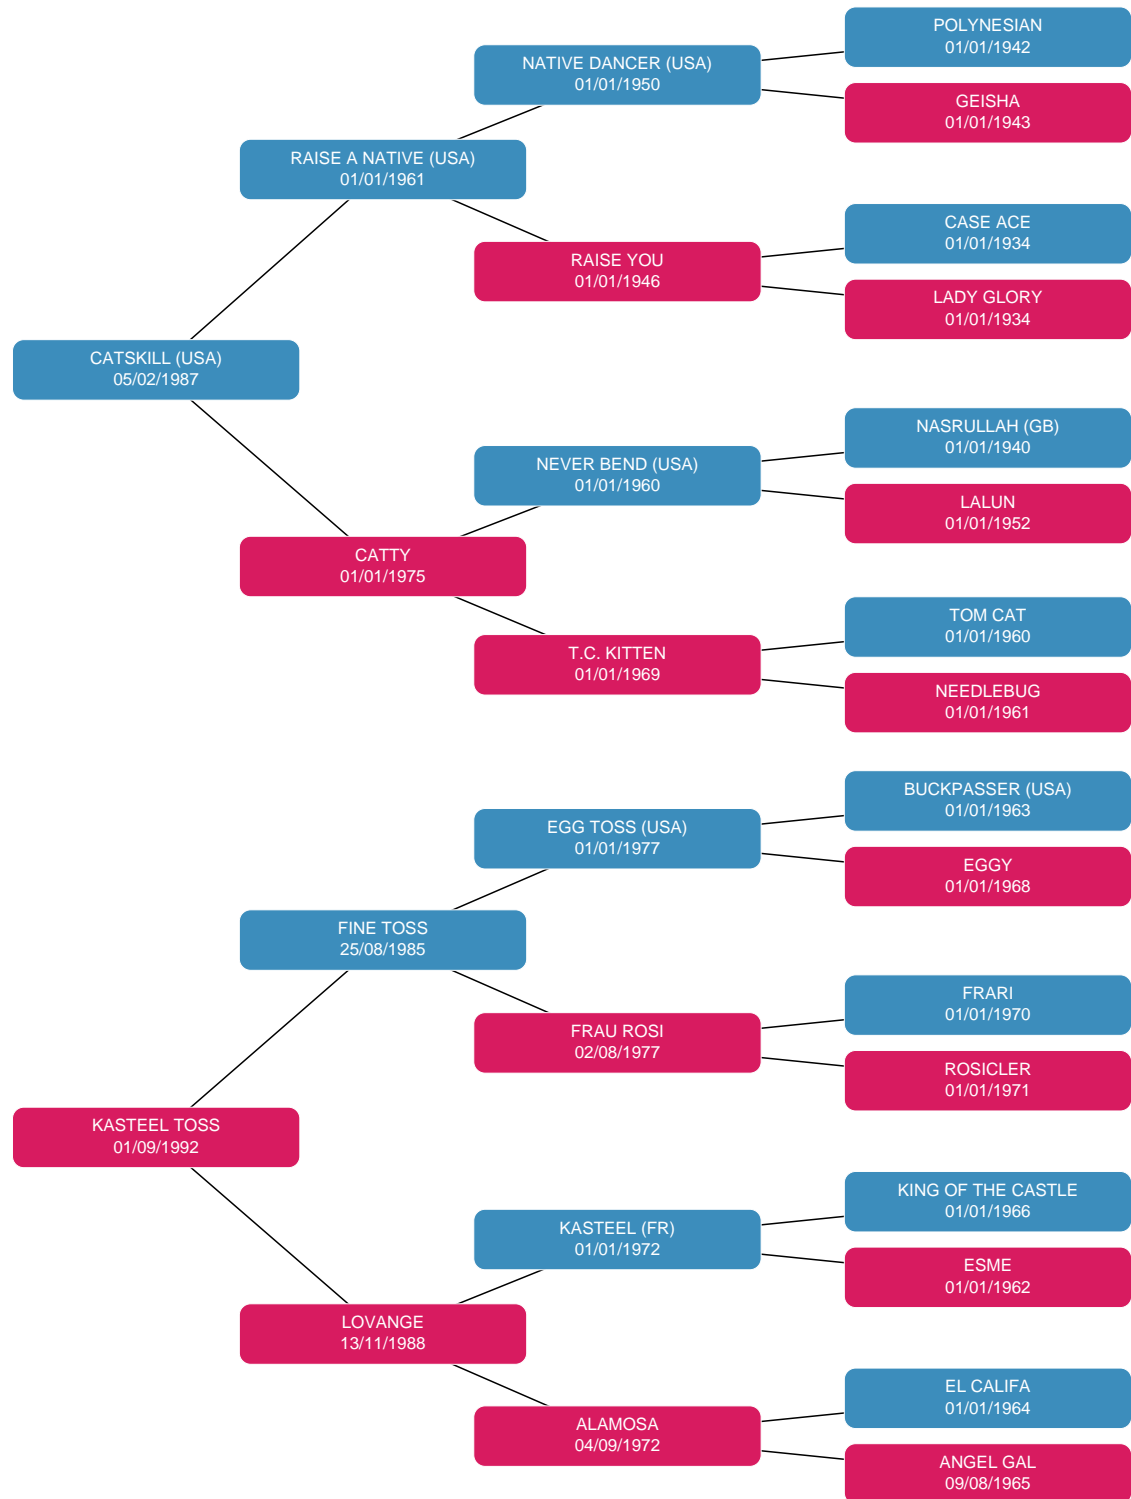 POLYNESIAN
01/01/1942
NATIVE DANCER (USA)
01/01/1950
GEISHA
01/01/1943
RAISE A NATIVE (USA)
01/01/1961
CASE ACE
01/01/1934
RAISE YOU
01/01/1946
LADY GLORY
01/01/1934
CATSKILL (USA)
05/02/1987
NASRULLAH (GB)
01/01/1940
NEVER BEND (USA)
01/01/1960
LALUN
01/01/1952
CATTY
01/01/1975
TOM CAT
01/01/1960
T.C. KITTEN
01/01/1969
NEEDLEBUG
01/01/1961
BUCKPASSER (USA)
01/01/1963
EGG TOSS (USA)
01/01/1977
EGGY
01/01/1968
FINE TOSS
25/08/1985
FRARI
01/01/1970
FRAU ROSI
02/08/1977
ROSICLER
01/01/1971
KASTEEL TOSS
01/09/1992
KING OF THE CASTLE
01/01/1966
KASTEEL (FR)
01/01/1972
ESME
01/01/1962
LOVANGE
13/11/1988
EL CALIFA
01/01/1964
ALAMOSA
04/09/1972
ANGEL GAL
09/08/1965